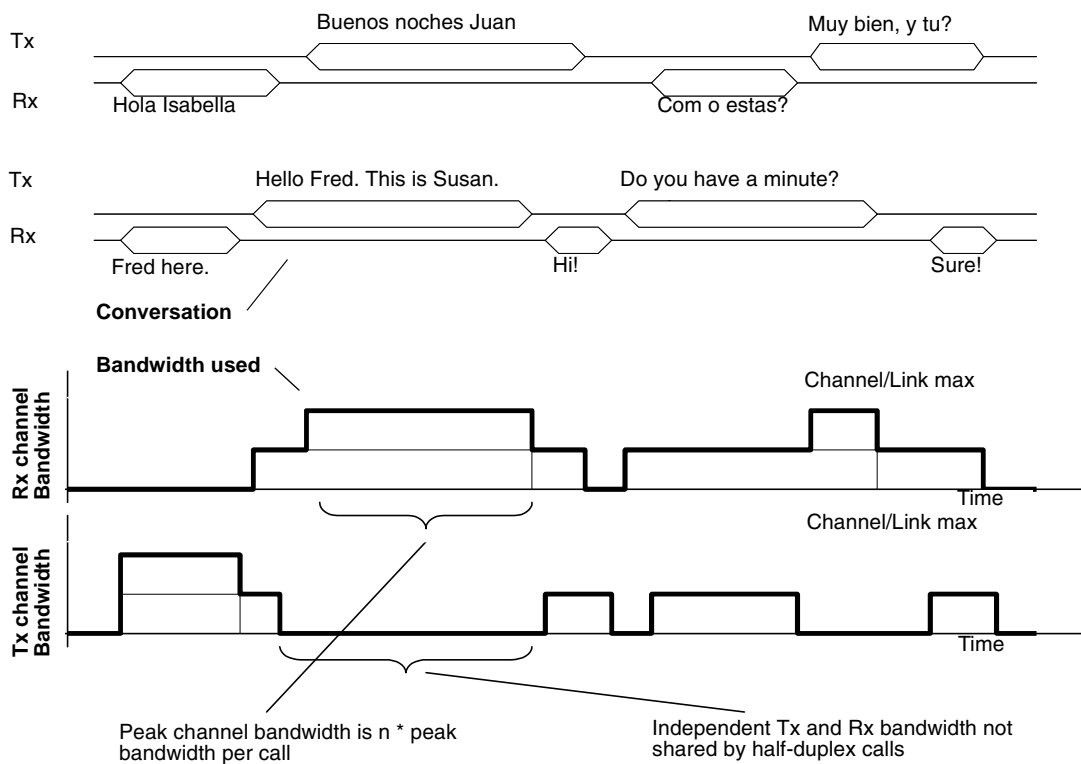 Buenos noches Juan
Muy bien, y tu?
Tx
Rx
Hola Isabella
Com o estas?
Tx
Hello Fred. This is Susan.
Do you have a minute?
Rx
Fred here.
Hi!
Sure!
Conversation
Bandwidth used
Channel/Link max
Rx channel
Bandwidth
Time
Channel/Link max
Tx channel
Bandwidth
Time
Peak channel bandwidth is n * peak
bandwidth per call
Independent Tx and Rx bandwidth not
shared by half-duplex calls